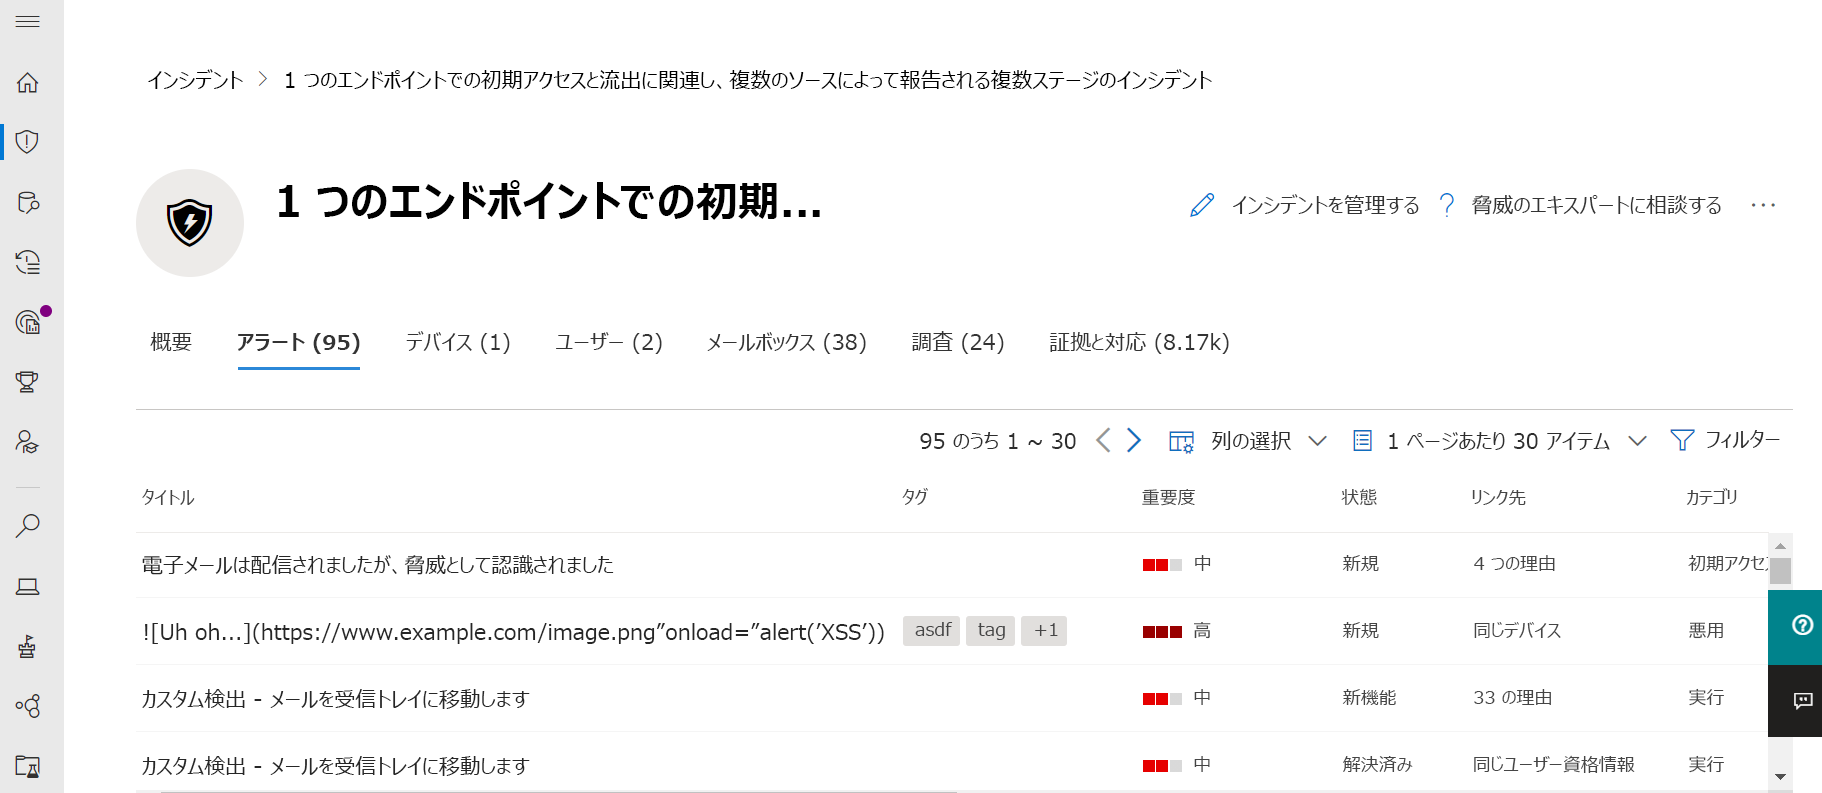 インシデント > 1 つのエンドポイントでの初期アクセスと流出に関連し、複数のソースによって報告される複数ステージのインシデント
1 つのエンドポイントでの初期...
インシデントを管理する ? 脅威のエキスパートに相談する ...
概要 アラート (95) デバイス (1) ユーザー (2) メールボックス (38) 調査 (24) 証拠と対応 (8.17k)
95 のうち 1 ~ 30 列の選択 1 ページあたり 30 アイテム フィルター
タイトル タグ 重要度 状態 リンク先 カテゴリ
電子メールは配信されましたが、脅威として認識されました 中 新規 4 つの理由 初期アクセス
![Uh oh...](https://www.example.com/image.png”onload=”alert(’XSS’)) asdf tag +1 高 新規 同じデバイス 悪用
カスタム検出 - メールを受信トレイに移動します 中 新機能 33 の理由 実行
カスタム検出 - メールを受信トレイに移動します 中 解決済み 同じユーザー資格情報 実行